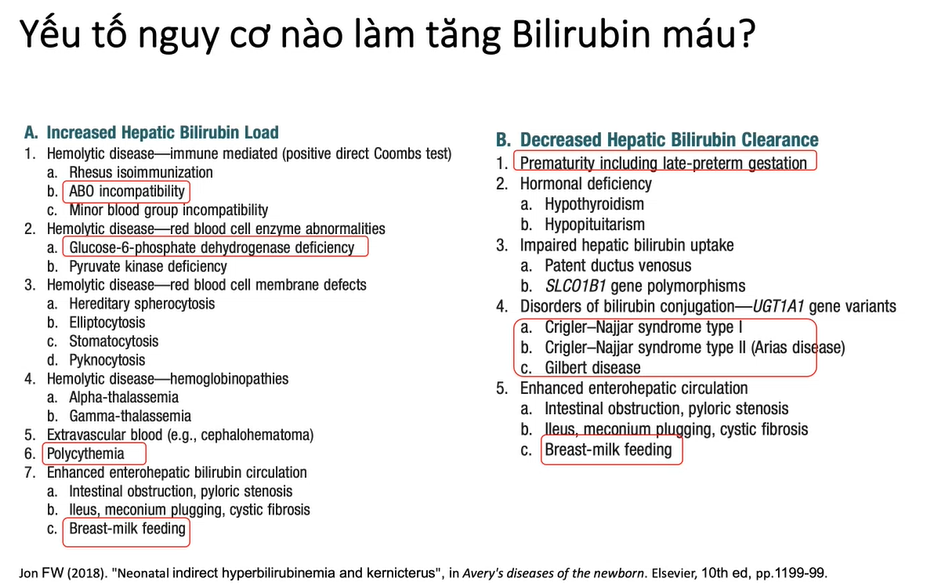 Yếu tố nguy cơ nào làm tăng Bilirubin máu?
A. Increased Hepatic Bilirubin Load
1. Hemolytic disease—immune mediated (positive direct Coombs test)
a. Rhesus isoimmunization
b. ABO incompatibility
c. Minor blood group incompatibility
2. Hemolytic disease—red blood cell enzyme abnormalities
a. Glucose-6-phosphate dehydrogenase deficiency
b. Pyruvate kinase deficiency
3. Hemolytic disease—red blood cell membrane defects
a. Hereditary spherocytosis
b. Elliptocytosis
c. Stomatocytosis
d. Pyknocytosis
4. Hemolytic disease—hemoglobinopathies
a. Alpha-thalassemia
b. Gamma-thalassemia
5. Extravascular blood (e.g., cephalohematoma)
6. Polycythemia
7. Enhanced enterohepatic bilirubin circulation
a. Intestinal obstruction, pyloric stenosis
b. Ileus, meconium plugging, cystic fibrosis
c. Breast-milk feeding
B. Decreased Hepatic Bilirubin Clearance
1. Prematurity including late-preterm gestation
2. Hormonal deficiency
a. Hypothyroidism
b. Hypopituitarism
3. Impaired hepatic bilirubin uptake
a. Patent ductus venosus
b. SLCO1B1 gene polymorphisms
4. Disorders of bilirubin conjugation—UGT1A1 gene variants
a. Crigler–Najjar syndrome type I
b. Crigler–Najjar syndrome type II (Arias disease)
c. Gilbert disease
5. Enhanced enterohepatic circulation
a. Intestinal obstruction, pyloric stenosis
b. Ileus, meconium plugging, cystic fibrosis
c. Breast-milk feeding
Jon FW (2018). "Neonatal indirect hyperbilirubinemia and kernicterus", in Avery's diseases of the newborn. Elsevier, 10th ed, pp.1199-99.